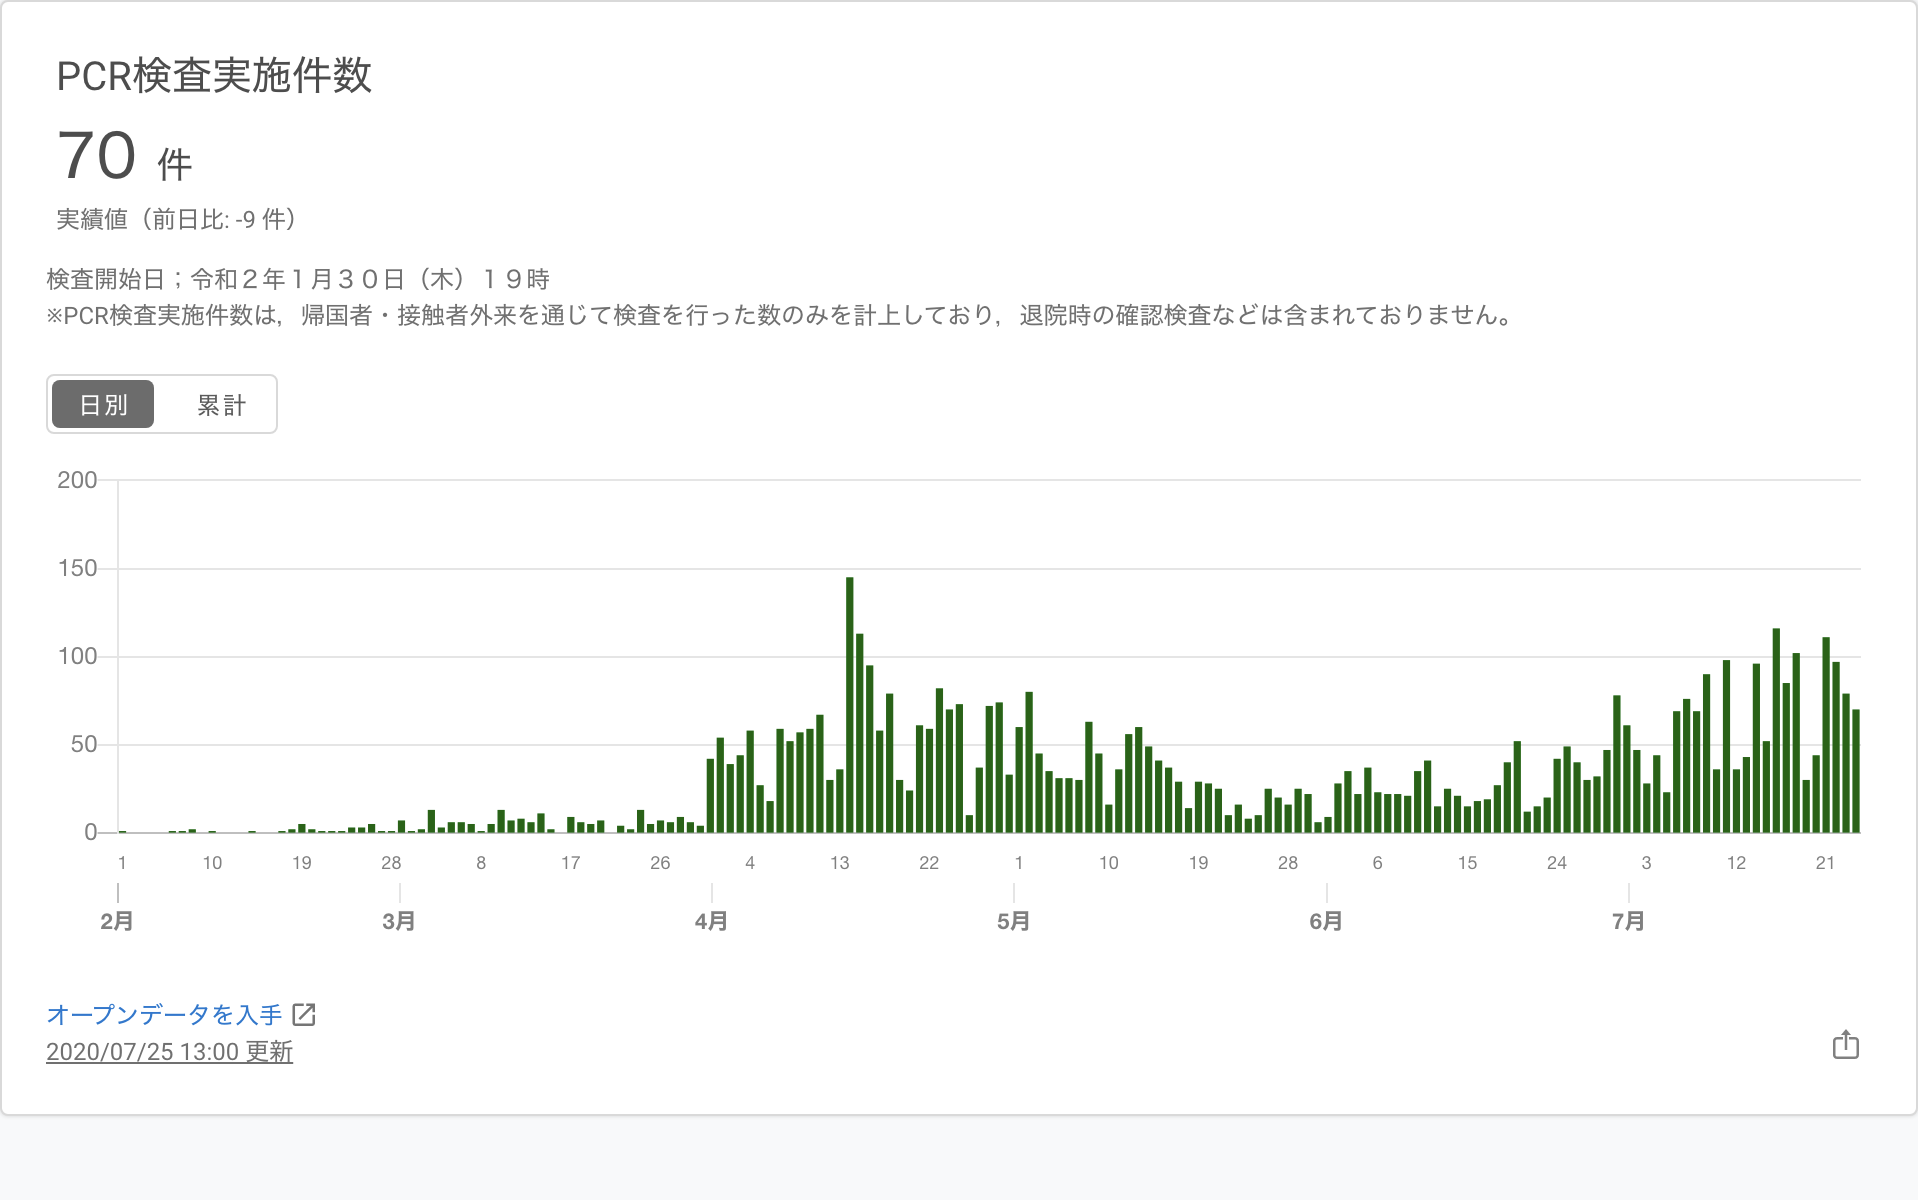 PCR検査実施件数
70 件
実績値（前日比: -9 件）
検査開始日；令和２年１月３０日（木）１９時
※PCR検査実施件数は，帰国者・接触者外来を通じて検査を行った数のみを計上しており，退院時の確認検査などは含まれておりません。
日別 累計
200
150
100
50
0
1 10 19 28 8 17 26 4 13 22 1 10 19 28 6 15 24 3 12 21
2月 3月 4月 5月 6月 7月
オープンデータを入手
2020/07/25 13:00 更新